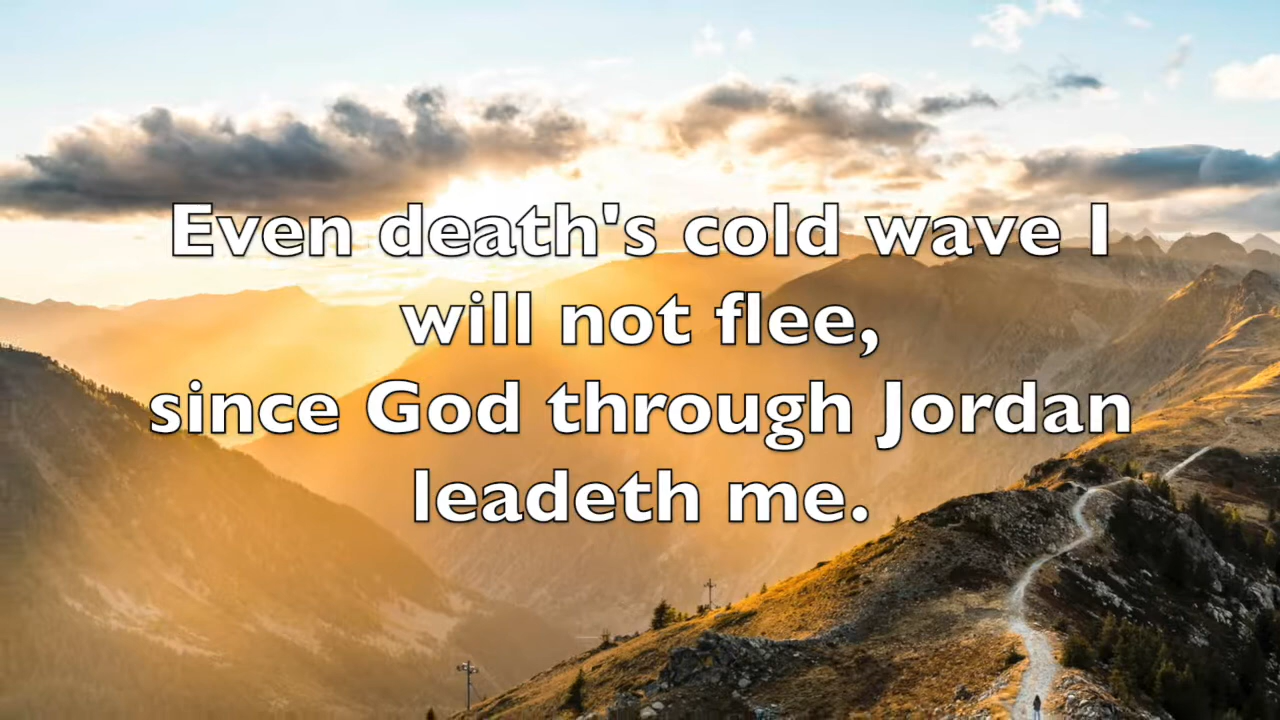 Even death's cold wave I
will not flee,
since God through Jordan
leadeth me.